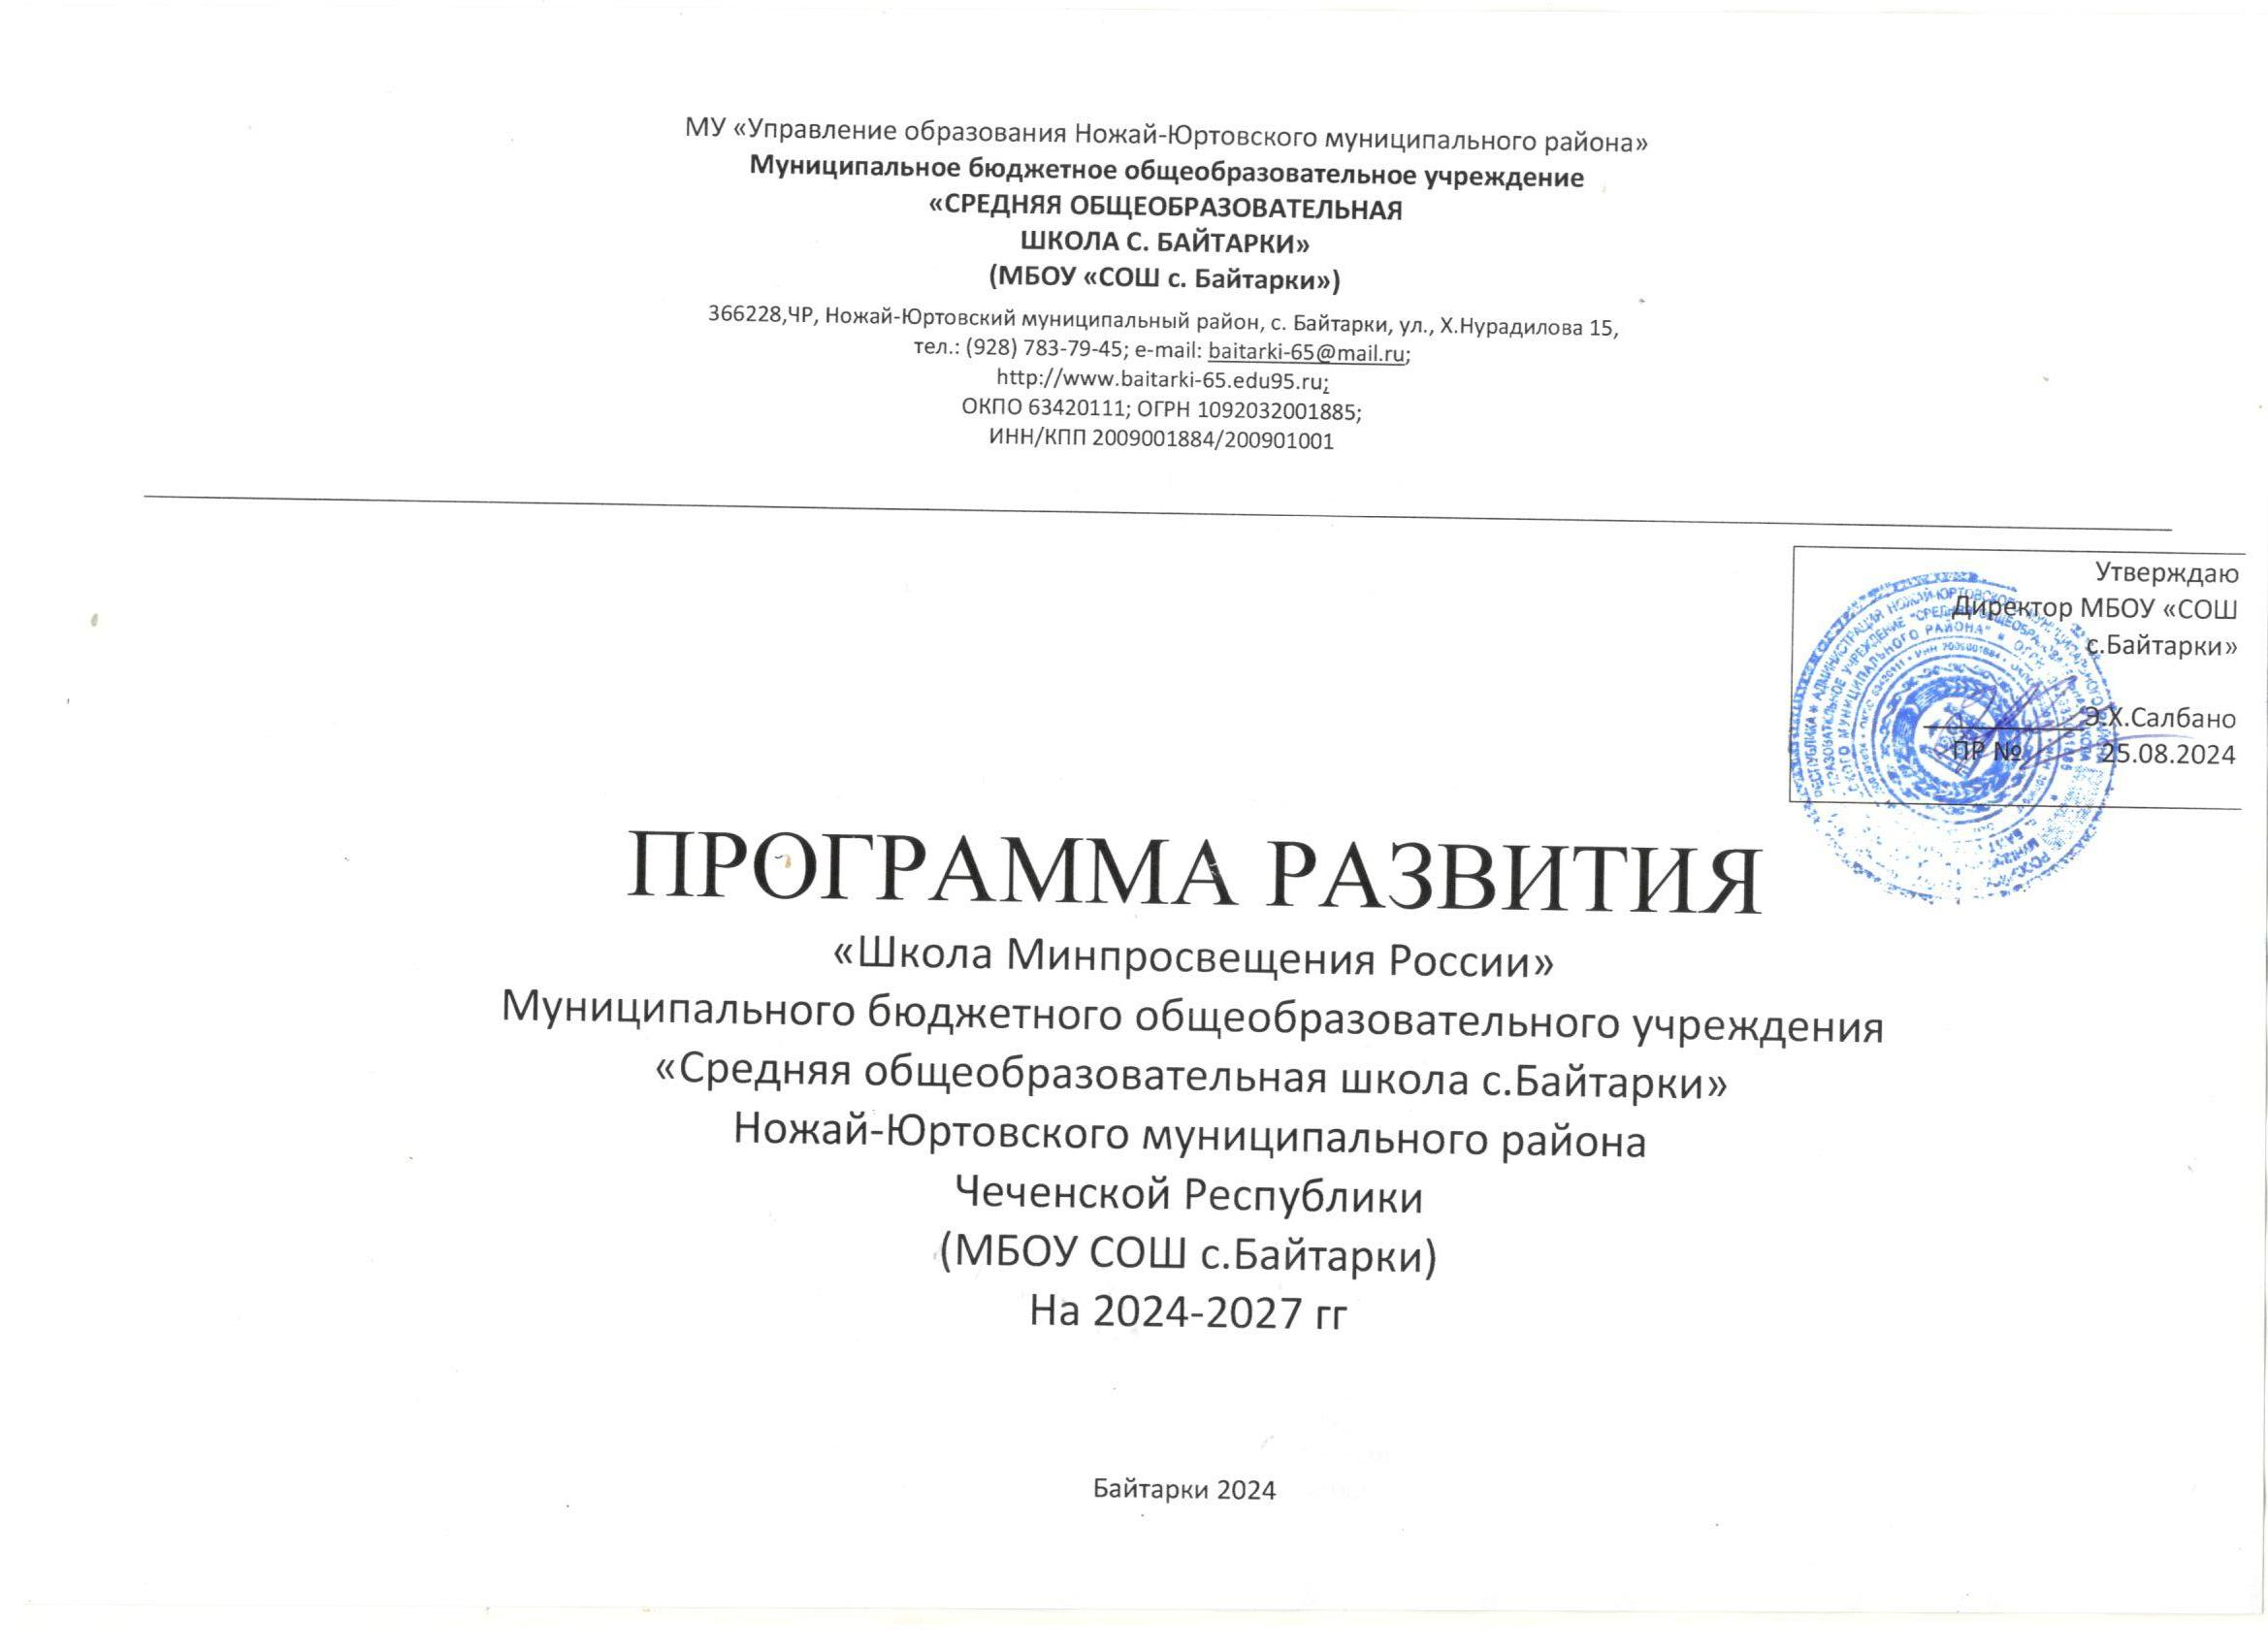 МУ «Управление образования Ножай-Юртовского муниципального района»
Муниципальное бюджетное общеобразовательное учреждение
«СРЕДНЯЯ ОБЩЕОБРАЗОВАТЕЛЬНАЯ
ШКОЛА С. БАЙТАРКИ»
(МБОУ «СОШ с. Байтарки»)
366228,ЧР, Ножай-Юртовский муниципальный район, с. Байтарки, ул., Х.Нурадилова 15,
тел.: (928) 783-79-45; e-mail: baitarki-65@mail.ru;
http://www.baitarki-65.edu95.ru;
ОКПО 63420111; ОГРН 1092032001885;
ИНН/КПП 2009001884/200901001
Утверждаю
Директор МБОУ «СОШ
с.Байтарки»
Э.Х.Салбано
ПР № 25.08.2024
ПРОГРАММА РАЗВИТИЯ
«Школа Минпросвещения России»
Муниципального бюджетного общеобразовательного учреждения
«Средняя общеобразовательная школа с.Байтарки»
Ножай-Юртовского муниципального района
Чеченской Республики
(МБОУ СОШ с.Байтарки)
На 2024-2027 гг
Байтарки 2024